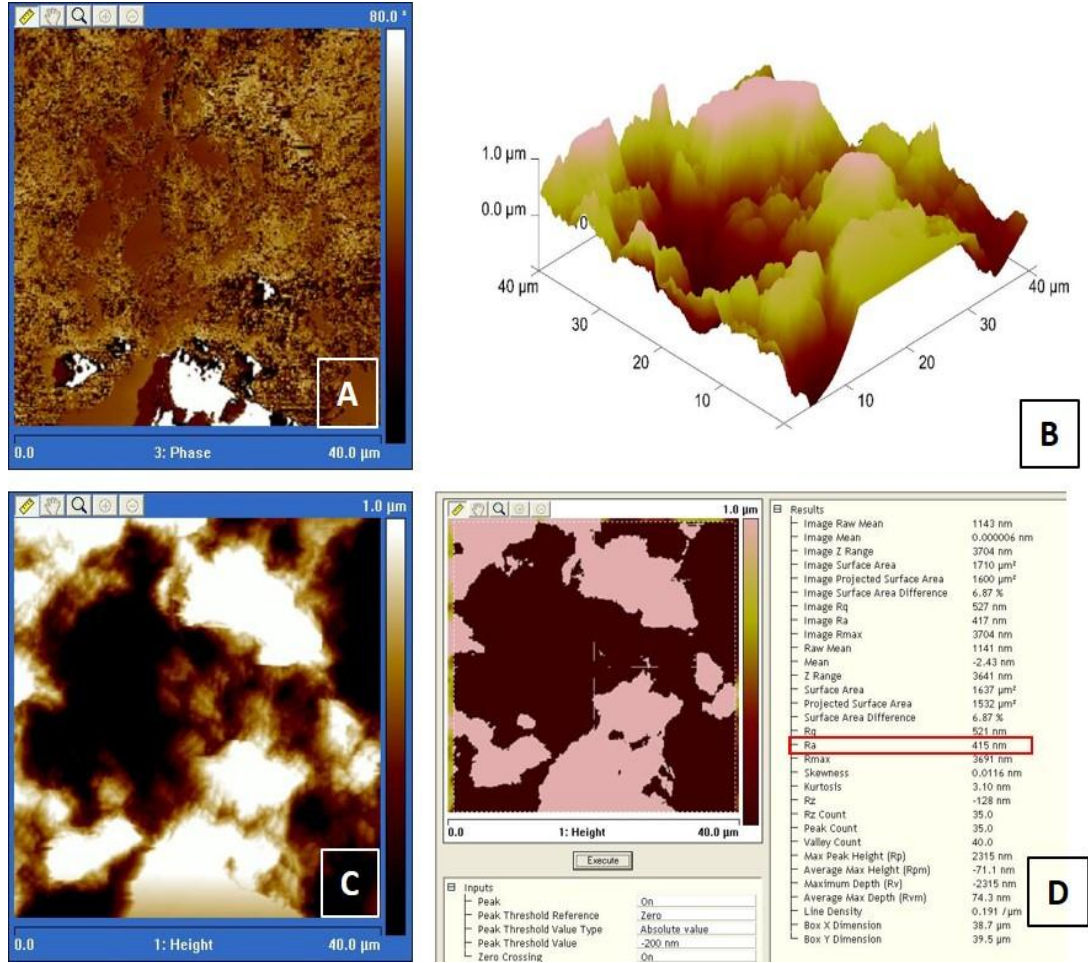 80.0 °
A
0.0 3: Phase 40.0 µm
1.0 µm
0.0 µm
0
40 µm
30
20
10
10
20
30
40 µm
B
1.0 µm
C
0.0 1: Height 40.0 µm
1.0 µm
0.0 1: Height 40.0 µm
Execute
Inputs
Peak On
Peak Threshold Reference Zero
Peak Threshold Value Type Absolute value
Peak Threshold Value -200 nm
Zero Crossing On
Results
Image Raw Mean 1143 nm
Image Mean 0.000006 nm
Image Z Range 3704 nm
Image Surface Area 1710 µm²
Image Projected Surface Area 1600 µm²
Image Surface Area Difference 6.87 %
Image Rq 527 nm
Image Ra 417 nm
Image Rmax 3704 nm
Raw Mean 1141 nm
Mean -2.43 nm
Z Range 3641 nm
Surface Area 1637 µm²
Projected Surface Area 1532 µm²
Surface Area Difference 6.87 %
Rq 521 nm
Ra 415 nm
Rmax 3691 nm
Skewness 0.0116 nm
Kurtosis 3.10 nm
Rz -128 nm
Rz Count 35.0
Peak Count 35.0
Valley Count 40.0
Max Peak Height (Rp) 2315 nm
Average Max Height (Rpm) -71.1 nm
Maximum Depth (Rv) -2315 nm
Average Max Depth (Rvm) 74.3 nm
Line Density 0.191 /µm
Box X Dimension 38.7 µm
Box Y Dimension 39.5 µm
D